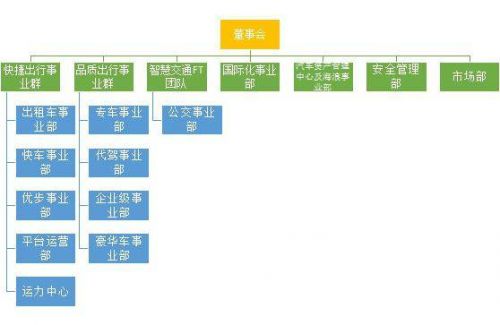 董事会
快捷出行事
业群
品质出行事
业群
智慧交通FT
团队
国际化事业
部
汽车资产管理
中心及海浪事
业部
安全管理
部
市场部
出租车事
业部
专车事业
部
公交事业
部
快车事业
部
代驾事业
部
优步事业
部
企业级事
业部
平台运营
部
豪华车事
业部
运力中心